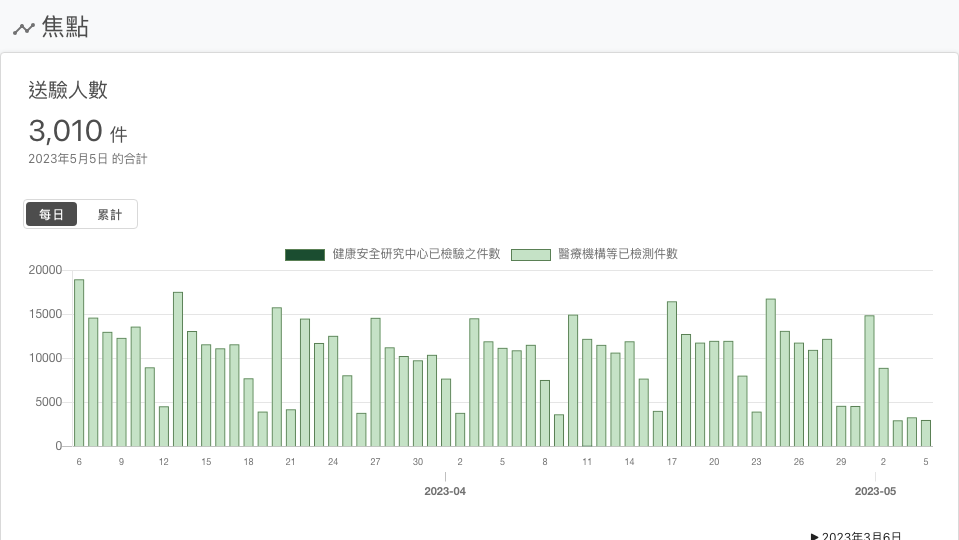 焦點
送驗人數
3,010 件
2023年5月5日 的合計
每日 累計
健康安全研究中心已檢驗之件數 醫療機構等已檢測件數
20000
15000
10000
5000
0
6 9 12 15 18 21 24 27 30 2 5 8 11 14 17 20 23 26 29 2 5
2023-04 2023-05
▶ 2023年3月6日